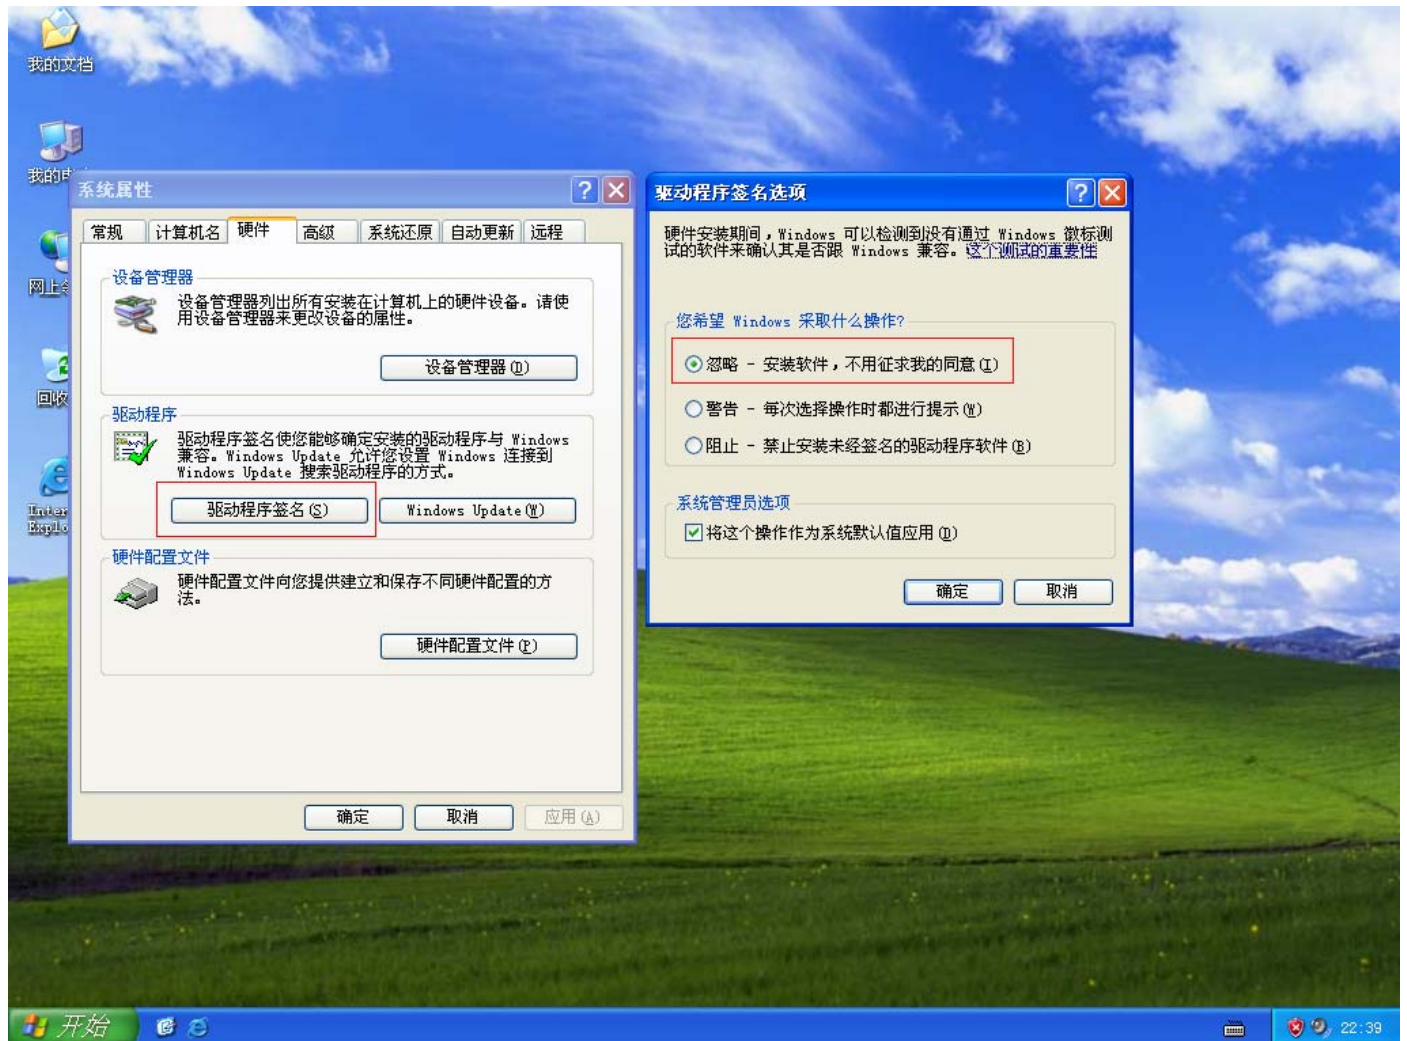 我的文档
我的电
网上
回收
Inter
Explo
系统属性
常规
计算机名
硬件
高级
系统还原
自动更新
远程
设备管理器
设备管理器列出所有安装在计算机上的硬件设备。请使
用设备管理器来更改设备的属性。
设备管理器(D)
驱动程序
驱动程序签名使您能够确定安装的驱动程序与 Windows
兼容。Windows Update 允许您设置 Windows 连接到
Windows Update 搜索驱动程序的方式。
驱动程序签名(S)
Windows Update(W)
硬件配置文件
硬件配置文件向您提供建立和保存不同硬件配置的方
法。
硬件配置文件(P)
确定
取消
应用(A)
驱动程序签名选项
硬件安装期间，Windows 可以检测到没有通过 Windows 徽标测
试的软件来确认其是否跟 Windows 兼容。这个测试的重要性
您希望 Windows 采取什么操作?
忽略 - 安装软件，不用征求我的同意(I)
警告 - 每次选择操作时都进行提示(W)
阻止 - 禁止安装未经签名的驱动程序软件(B)
系统管理员选项
将这个操作作为系统默认值应用(D)
确定
取消
开始
22:39